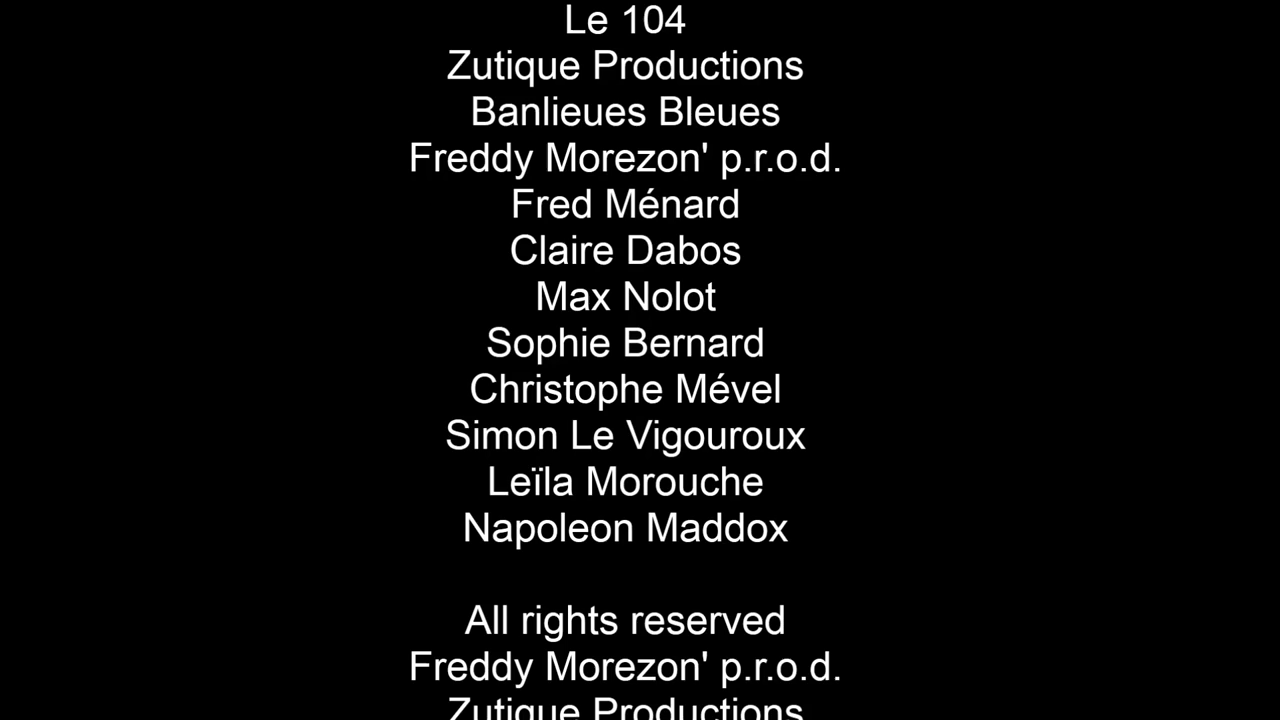 Le 104
Zutique Productions
Banlieues Bleues
Freddy Morezon' p.r.o.d.
Fred Ménard
Claire Dabos
Max Nolot
Sophie Bernard
Christophe Mével
Simon Le Vigouroux
Leïla Morouche
Napoleon Maddox
All rights reserved
Freddy Morezon' p.r.o.d.
Zutique Productions